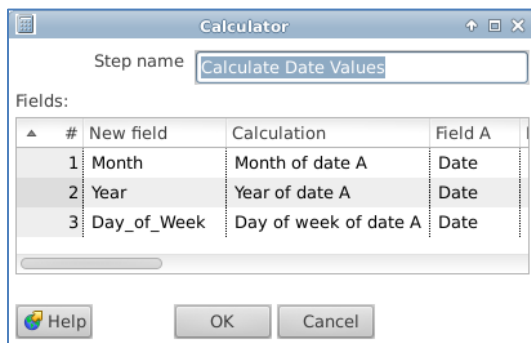 Calculator
Step name Calculate Date Values
Fields:
# New field Calculation Field A
1 Month Month of date A Date
2 Year Year of date A Date
3 Day_of_Week Day of week of date A Date
Help OK Cancel